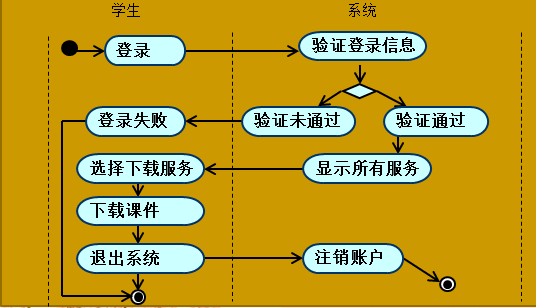 学生 系统
登录 验证登录信息
登录失败 验证未通过 验证通过
选择下载服务 显示所有服务
下载课件
退出系统 注销账户